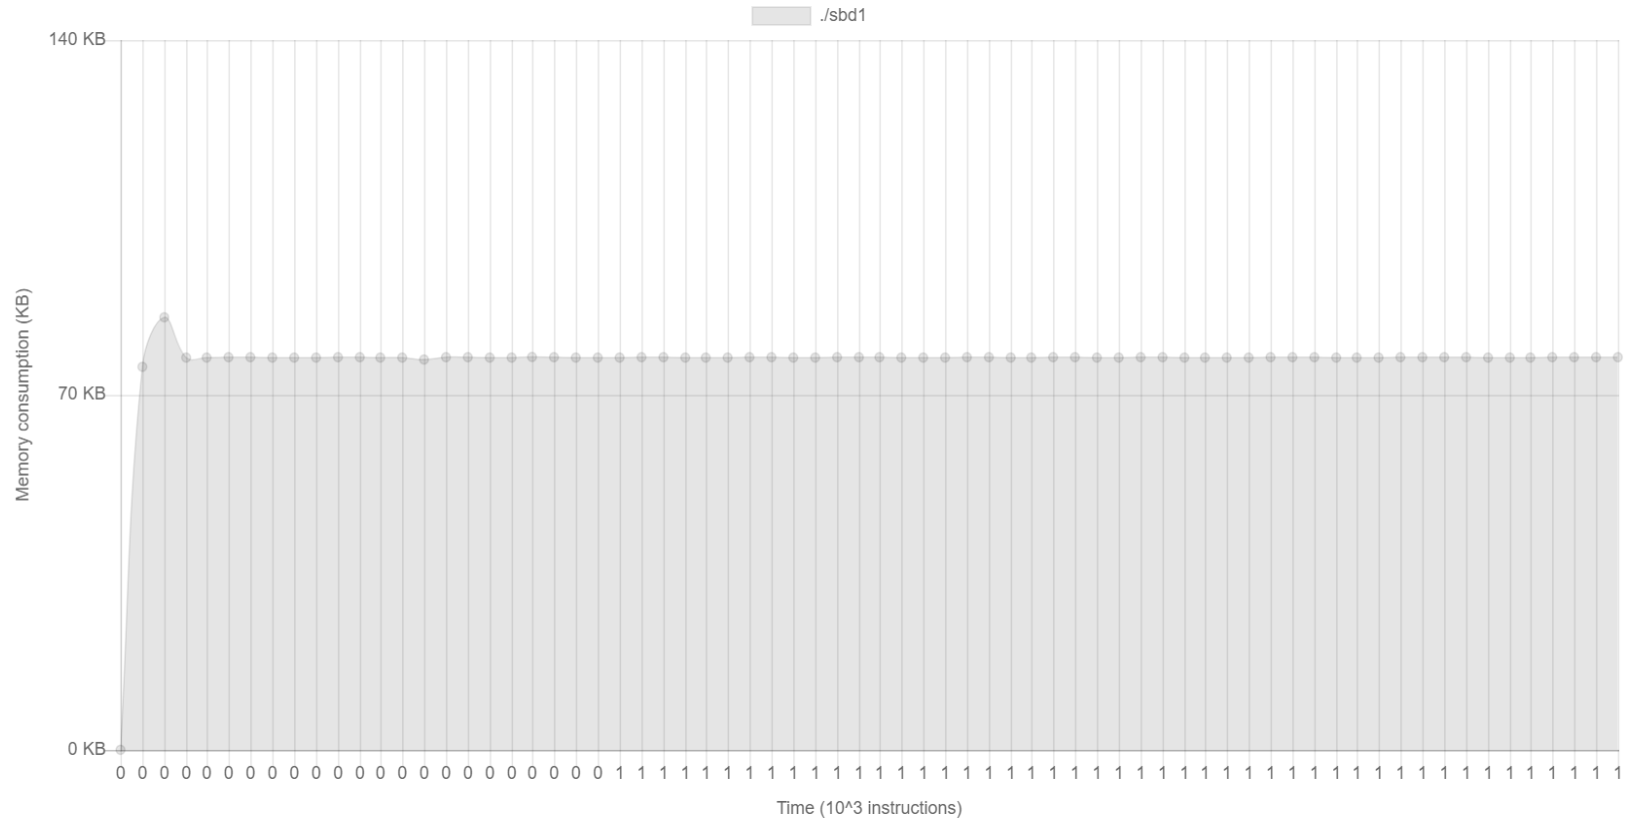 ./sbd1
140 KB
70 KB
0 KB
Memory consumption (KB)
0 0 0 0 0 0 0 0 0 0 0 0 0 0 0 0 0 0 0 0 0 0 0 1 1 1 1 1 1 1 1 1 1 1 1 1 1 1 1 1 1 1 1 1 1 1 1 1 1 1 1 1 1 1 1 1 1 1 1 1 1 1 1 1 1 1 1 1 1 1
Time (10^3 instructions)